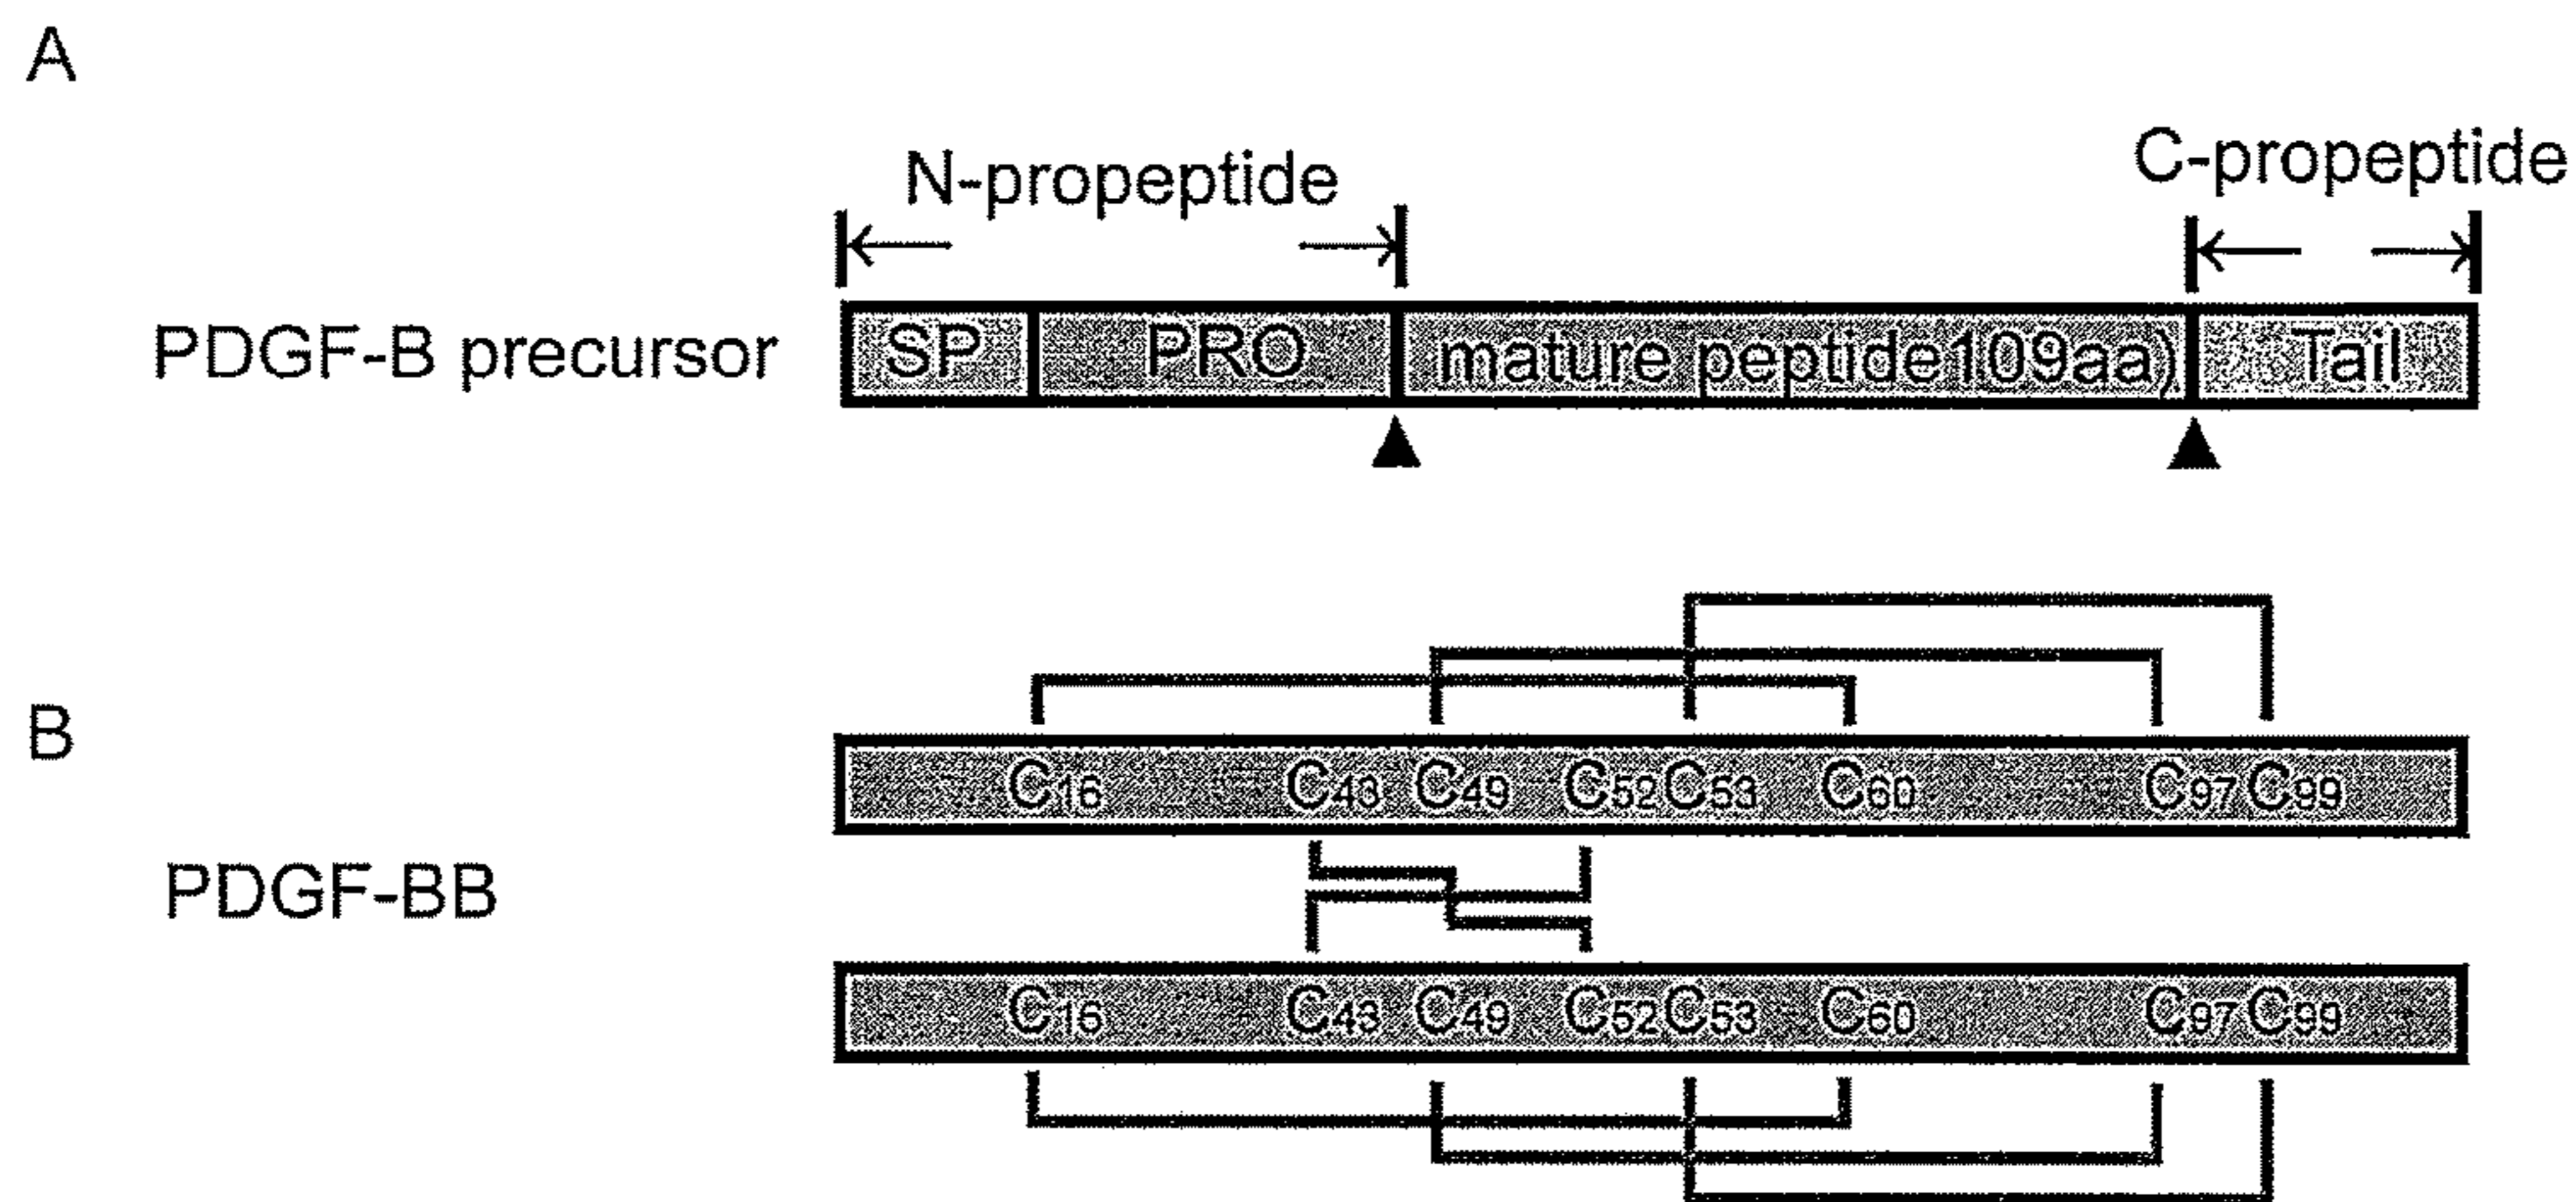 A
N-propeptide
C-propeptide
PDGF-B precursor
SP PRO mature peptide109aa) Tail
B
C16 C43 C49 C52 C53 C60 C97 C99
PDGF-BB
C16 C43 C49 C52 C53 C60 C97 C99